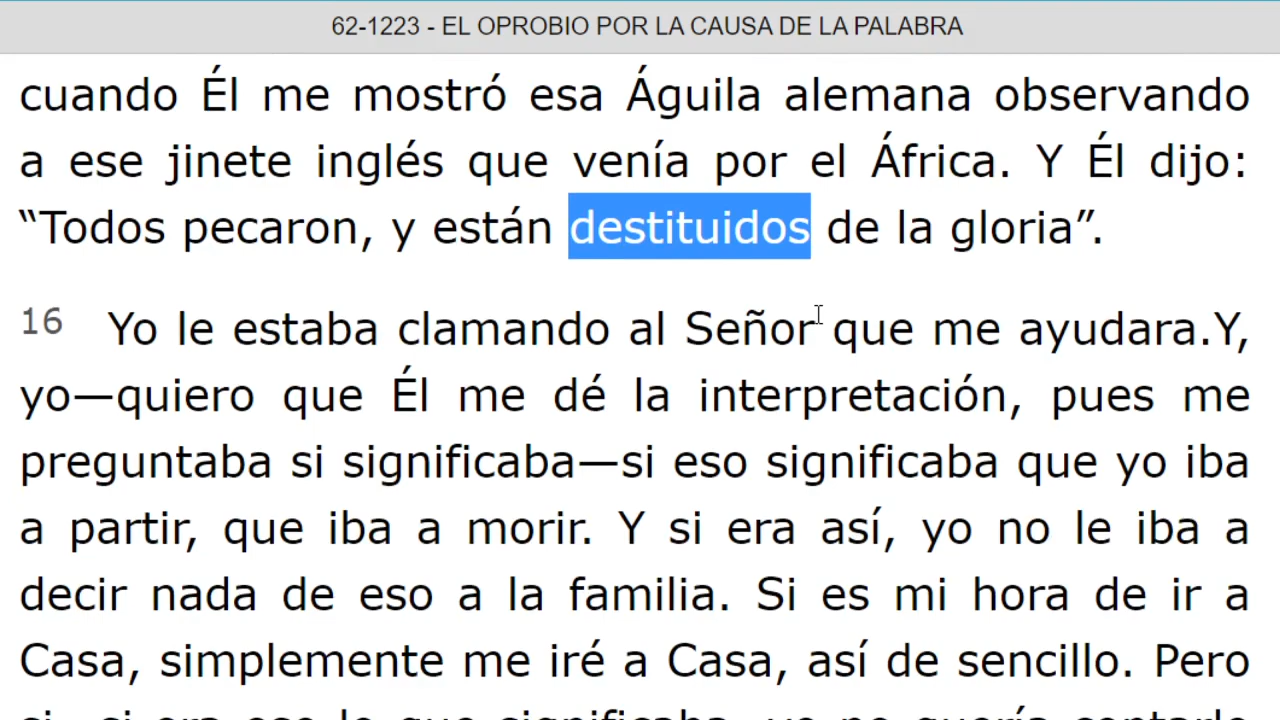 62-1223 - EL OPROBIO POR LA CAUSA DE LA PALABRA
cuando Él me mostró esa Águila alemana observando
a ese jinete inglés que venía por el África. Y Él dijo:
“Todos pecaron, y están destituidos de la gloria”.
16 Yo le estaba clamando al Señor que me ayudara.Y,
yo—quiero que Él me dé la interpretación, pues me
preguntaba si significaba—si eso significaba que yo iba
a partir, que iba a morir. Y si era así, yo no le iba a
decir nada de eso a la familia. Si es mi hora de ir a
Casa, simplemente me iré a Casa, así de sencillo. Pero